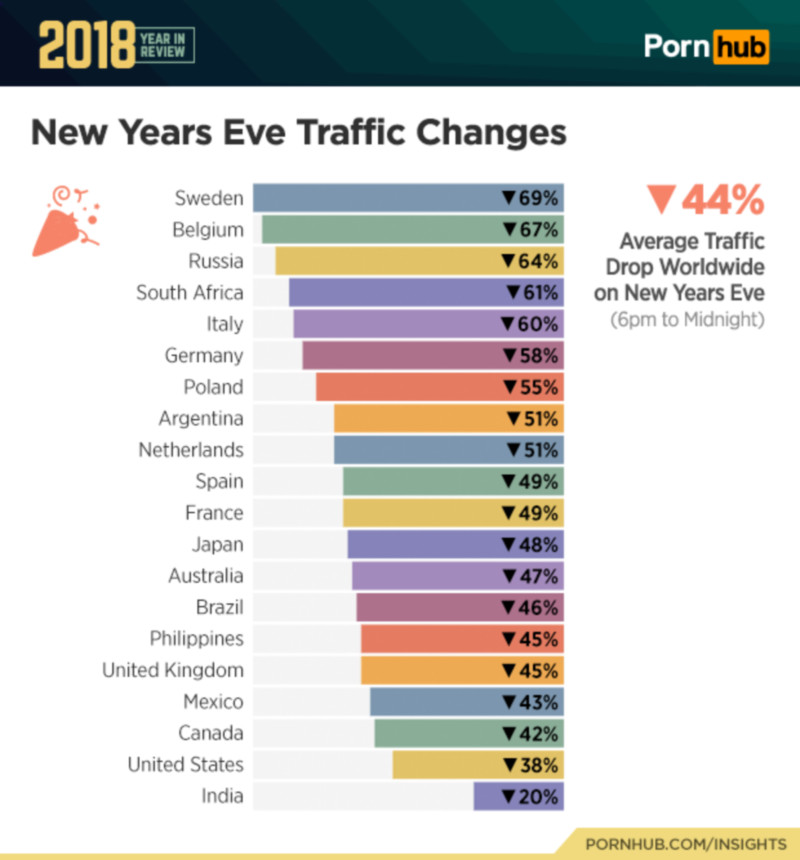 2018 YEAR IN REVIEW
Pornhub
New Years Eve Traffic Changes
Sweden ▼69%
Belgium ▼67%
Russia ▼64%
South Africa ▼61%
Italy ▼60%
Germany ▼58%
Poland ▼55%
Argentina ▼51%
Netherlands ▼51%
Spain ▼49%
France ▼49%
Japan ▼48%
Australia ▼47%
Brazil ▼46%
Philippines ▼45%
United Kingdom ▼45%
Mexico ▼43%
Canada ▼42%
United States ▼38%
India ▼20%
▼44%
Average Traffic
Drop Worldwide
on New Years Eve
(6pm to Midnight)
PORNHUB.COM/INSIGHTS